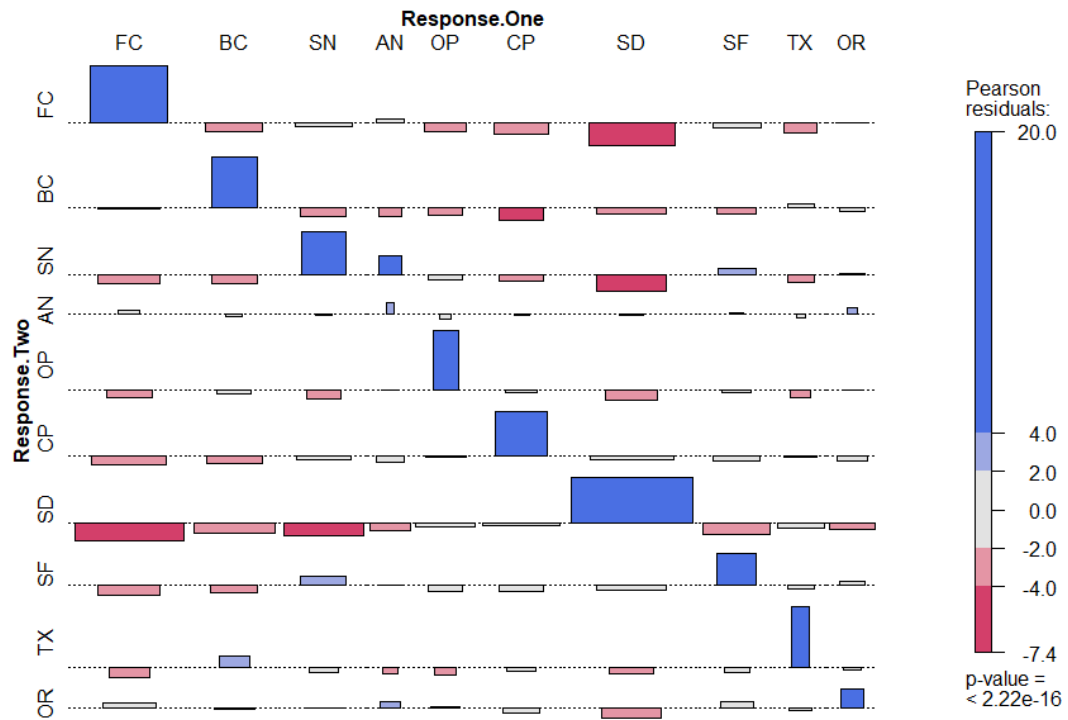 Response.One
FC BC SN AN OP CP SD SF TX OR
Response.Two
FC
BC
SN
AN
OP
CP
SD
SF
TX
OR
Pearson
residuals:
20.0
4.0
2.0
0.0
-2.0
-4.0
-7.4
p-value =
< 2.22e-16